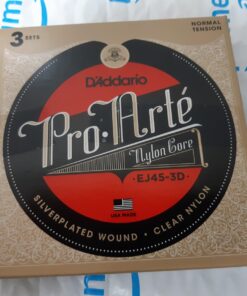 3 SETS
NORMAL
TENSION
D'Addario
Pro·Arté
Nylon Core
·EJ45-3D·
USA MADE
SILVERPLATED WOUND · CLEAR NYLON